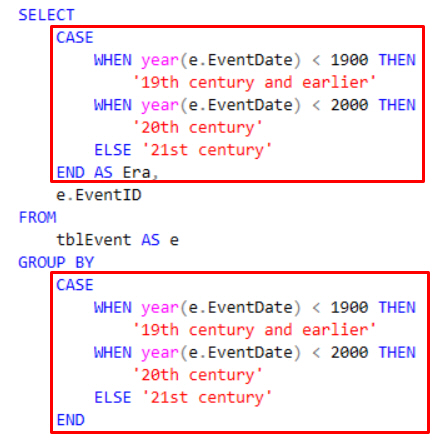 SELECT
CASE
WHEN year(e.EventDate) < 1900 THEN
'19th century and earlier'
WHEN year(e.EventDate) < 2000 THEN
'20th century'
ELSE '21st century'
END AS Era,
e.EventID
FROM
tblEvent AS e
GROUP BY
CASE
WHEN year(e.EventDate) < 1900 THEN
'19th century and earlier'
WHEN year(e.EventDate) < 2000 THEN
'20th century'
ELSE '21st century'
END